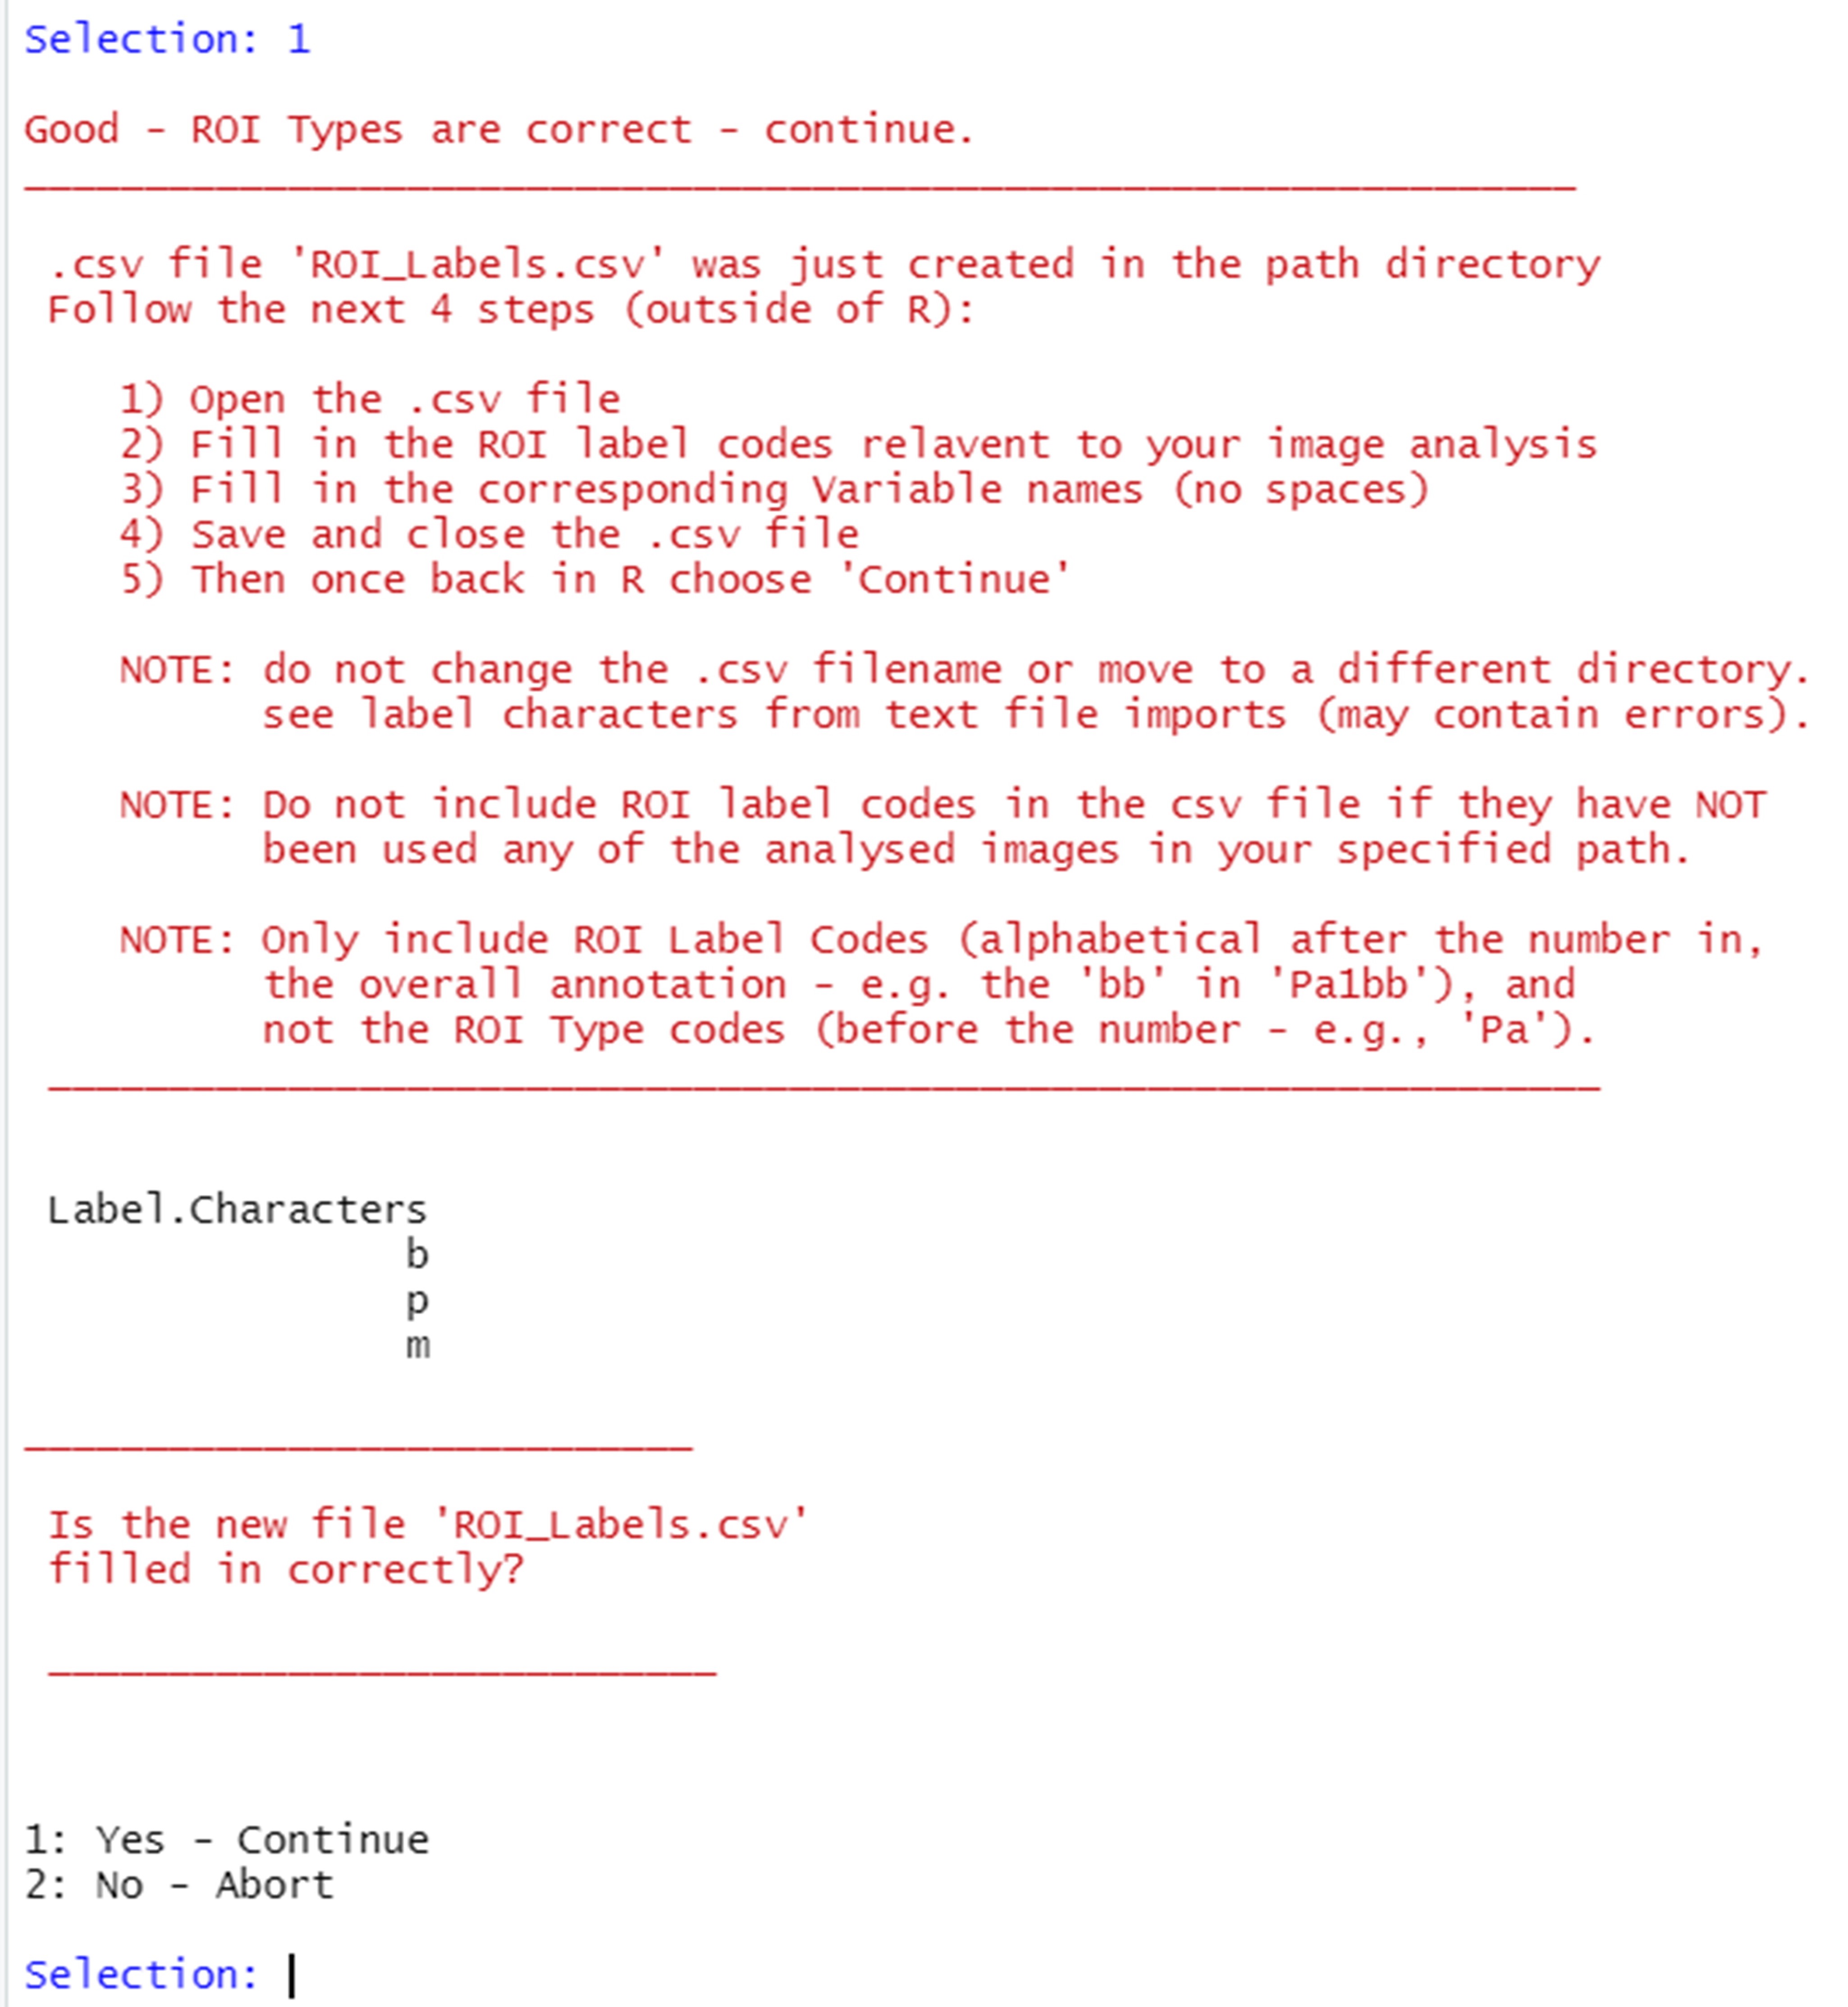 Selection: 1
Good - ROI Types are correct - continue.
.csv file 'ROI_Labels.csv' was just created in the path directory
Follow the next 4 steps (outside of R):
1) Open the .csv file
2) Fill in the ROI label codes relavent to your image analysis
3) Fill in the corresponding Variable names (no spaces)
4) Save and close the .csv file
5) Then once back in R choose 'Continue'
NOTE: do not change the .csv filename or move to a different directory.
see label characters from text file imports (may contain errors).
NOTE: Do not include ROI label codes in the csv file if they have NOT
been used any of the analysed images in your specified path.
NOTE: Only include ROI Label Codes (alphabetical after the number in,
the overall annotation - e.g. the 'bb' in 'Pa1bb'), and
not the ROI Type codes (before the number - e.g., 'Pa').
Label.Characters
b
p
m
Is the new file 'ROI_Labels.csv'
filled in correctly?
1: Yes - Continue
2: No - Abort
Selection: